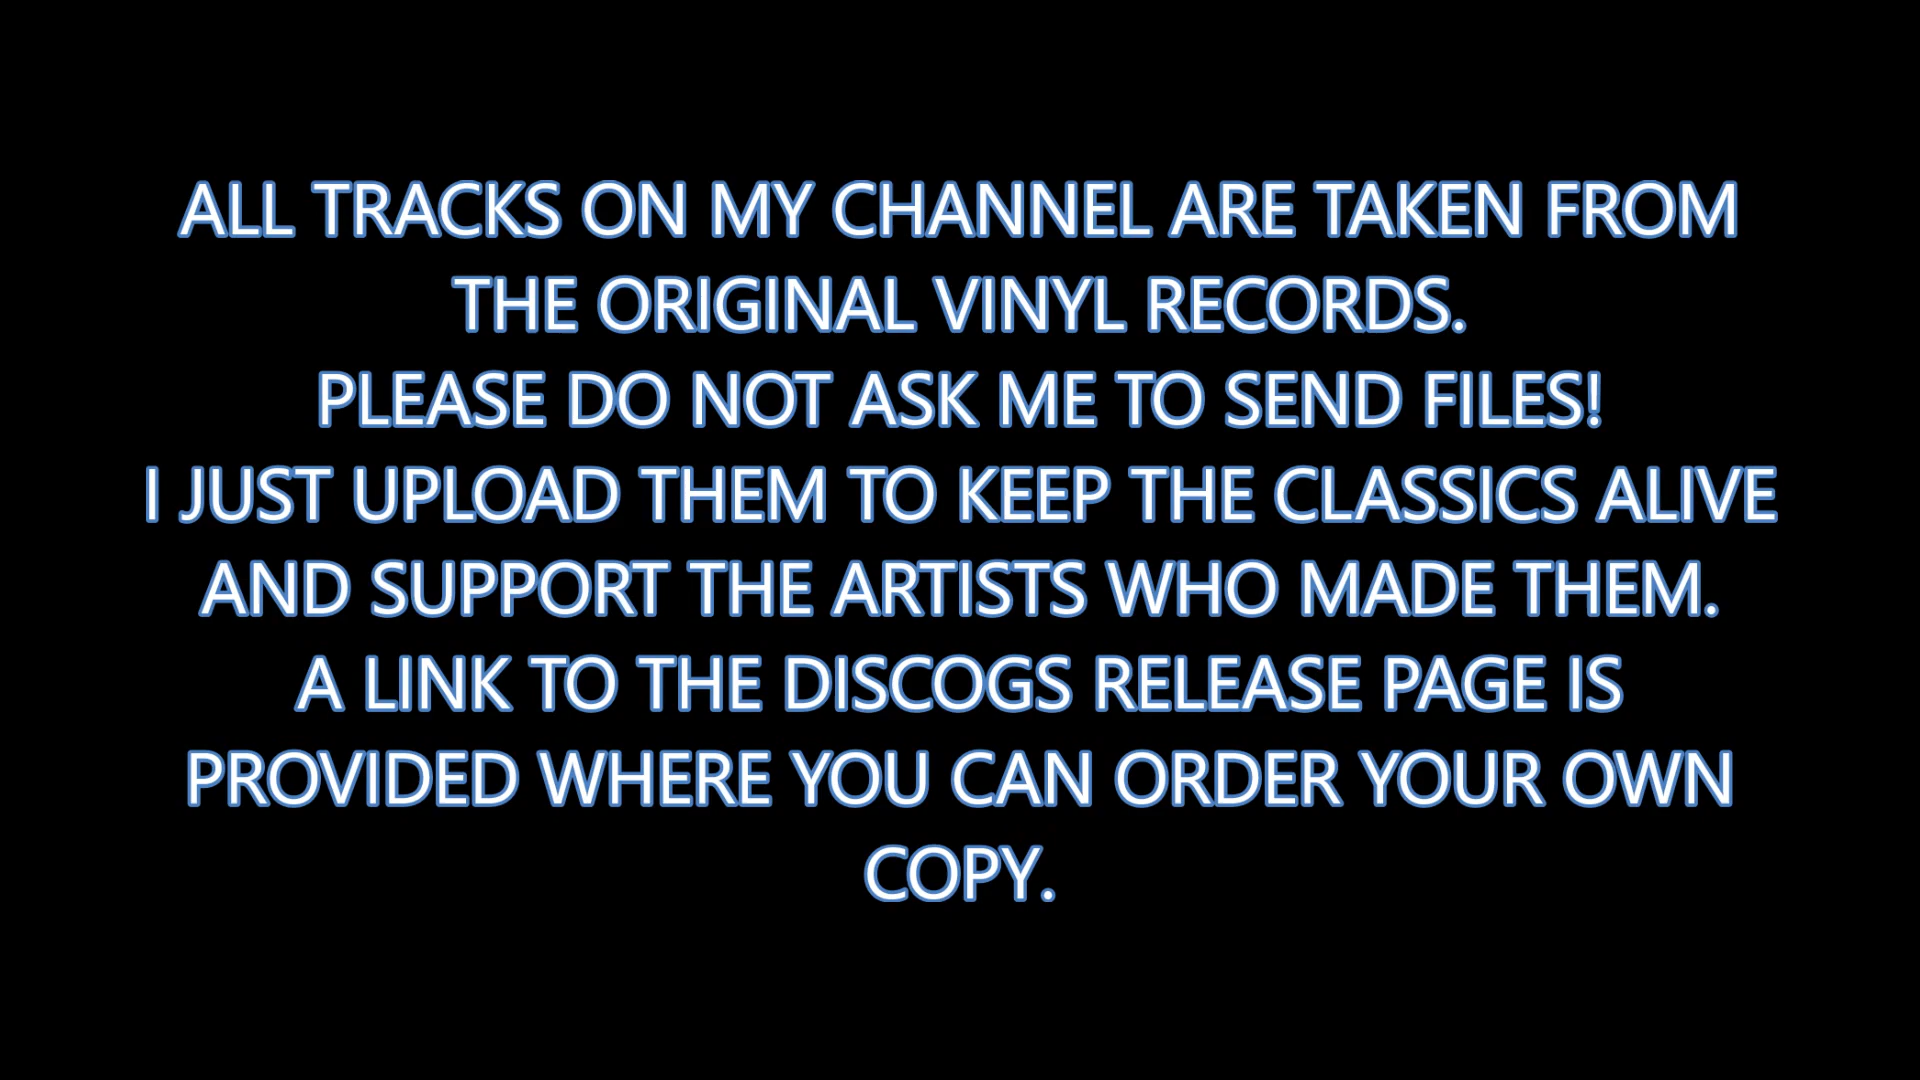 ALL TRACKS ON MY CHANNEL ARE TAKEN FROM
THE ORIGINAL VINYL RECORDS.
PLEASE DO NOT ASK ME TO SEND FILES!
I JUST UPLOAD THEM TO KEEP THE CLASSICS ALIVE
AND SUPPORT THE ARTISTS WHO MADE THEM.
A LINK TO THE DISCOGS RELEASE PAGE IS
PROVIDED WHERE YOU CAN ORDER YOUR OWN
COPY.